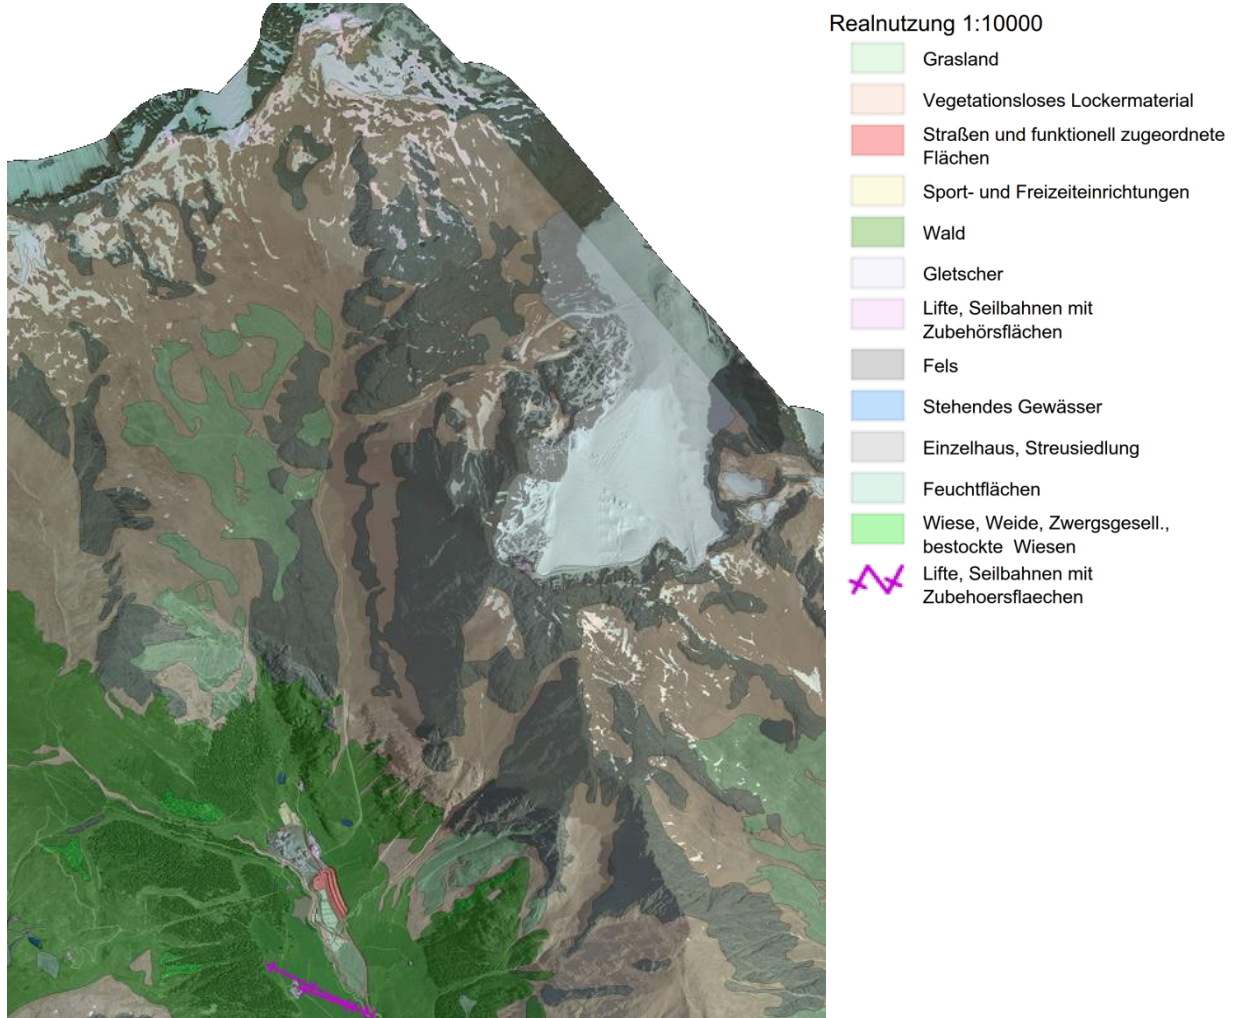 Realnutzung 1:10000
Grasland
Vegetationsloses Lockermaterial
Straßen und funktionell zugeordnete
Flächen
Sport- und Freizeiteinrichtungen
Wald
Gletscher
Lifte, Seilbahnen mit
Zubehörsflächen
Fels
Stehendes Gewässer
Einzelhaus, Streusiedlung
Feuchtflächen
Wiese, Weide, Zwergsgesell.,
bestockte Wiesen
Lifte, Seilbahnen mit
Zubehoersflaechen